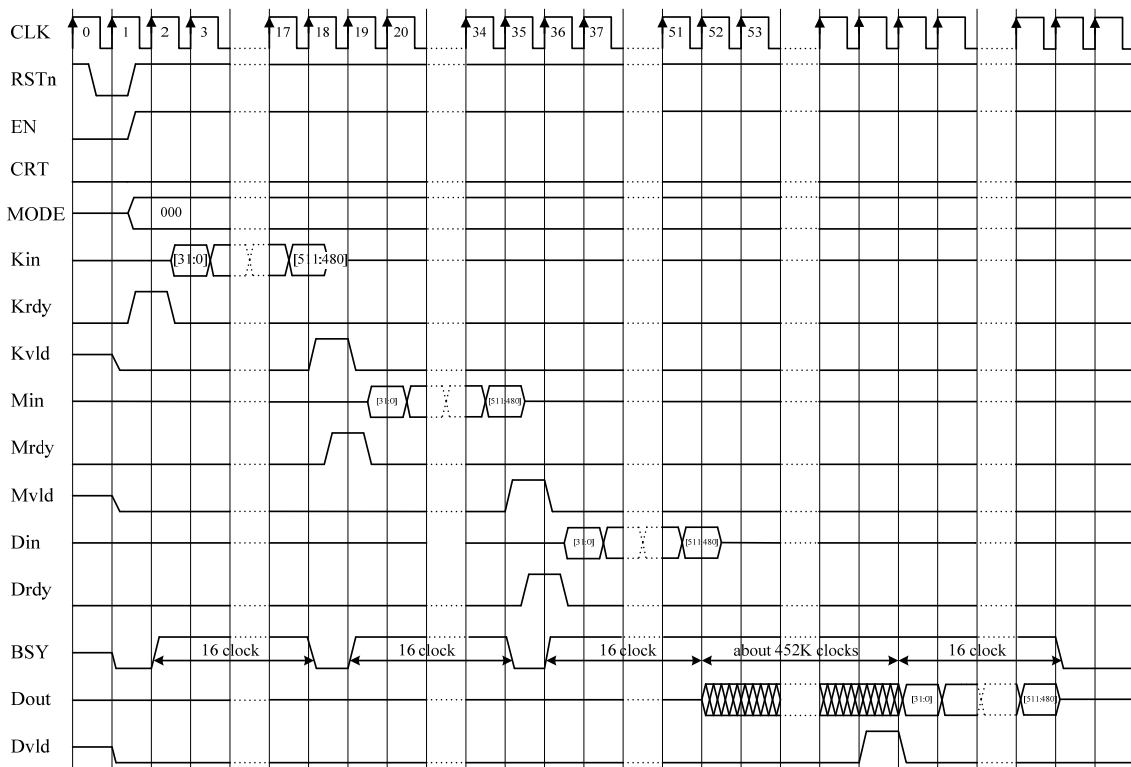 CLK 0 1 2 3 17 18 19 20 34 35 36 37 51 52 53
RSTn
EN
CRT
MODE 000
Kin [31:0] [511:480]
Krdy
Kvld
Min [31:0] [511:480]
Mrdy
Mvld
Din [31:0] [511:480]
Drdy
BSY 16 clock 16 clock 16 clock about 452K clocks 16 clock
Dout [31:0] [511:480]
Dvld